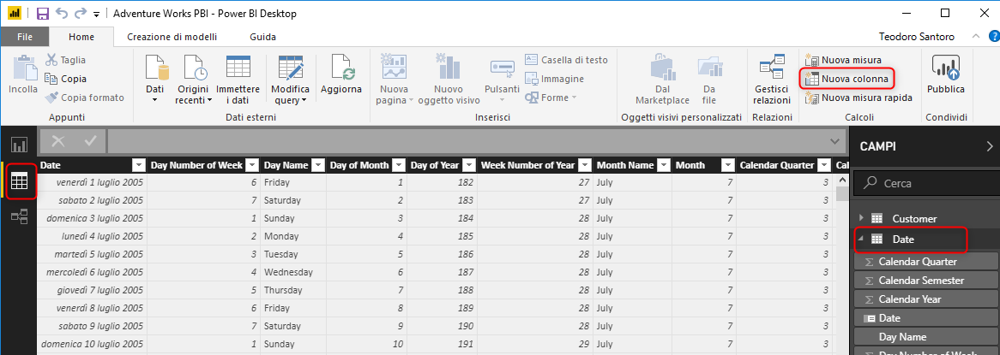 Adventure Works PBI - Power BI Desktop
File Home Creazione di modelli Guida Teodoro Santoro
Incolla
Taglia
Copia
Copia formato
Appunti
Dati
Origini recenti
Immettere i dati
Modifica query
Aggiorna
Dati esterni
Nuova pagina
Nuovo oggetto visivo
Pulsanti
Casella di testo
Immagine
Forme
Inserisci
Dal Marketplace
Da file
Oggetti visivi personalizzati
Gestisci relazioni
Relazioni
Nuova misura
Nuova colonna
Nuova misura rapida
Calcoli
Pubblica
Condividi
Date Day Number of Week Day Name Day of Month Day of Year Week Number of Year Month Name Month Calendar Quarter Cal
venerdì 1 luglio 2005 6 Friday 1 182 27 July 7 3
sabato 2 luglio 2005 7 Saturday 2 183 27 July 7 3
domenica 3 luglio 2005 1 Sunday 3 184 28 July 7 3
lunedì 4 luglio 2005 2 Monday 4 185 28 July 7 3
martedì 5 luglio 2005 3 Tuesday 5 186 28 July 7 3
mercoledì 6 luglio 2005 4 Wednesday 6 187 28 July 7 3
giovedì 7 luglio 2005 5 Thursday 7 188 28 July 7 3
venerdì 8 luglio 2005 6 Friday 8 189 28 July 7 3
sabato 9 luglio 2005 7 Saturday 9 190 28 July 7 3
domenica 10 luglio 2005 1 Sunday 10 191 29 July 7 3
CAMPI
Cerca
Customer
Date
Calendar Quarter
Calendar Semester
Calendar Year
Date
Day Name
Day Number of Week